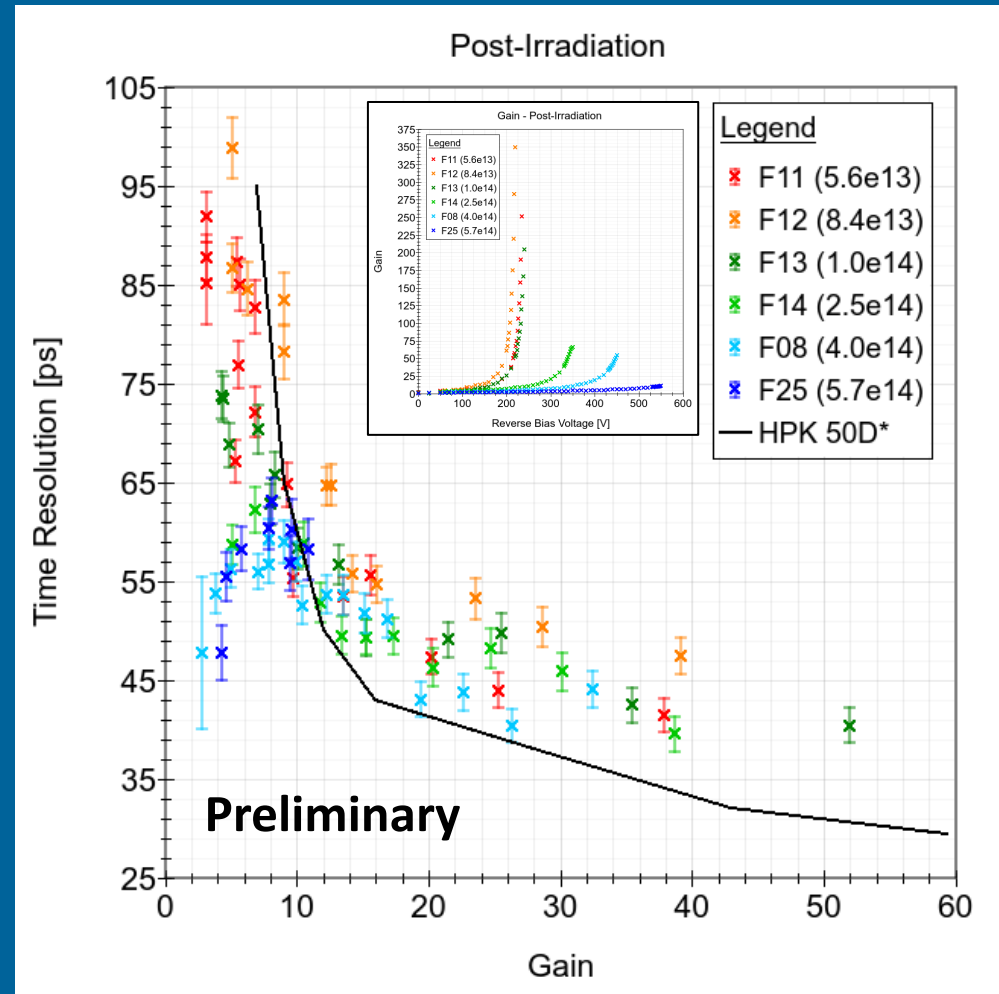 Post-Irradiation
105
95
85
75
65
55
45
35
25
Time Resolution [ps]
0 10 20 30 40 50 60
Gain
Preliminary
Legend
F11 (5.6e13)
F12 (8.4e13)
F13 (1.0e14)
F14 (2.5e14)
F08 (4.0e14)
F25 (5.7e14)
HPK 50D*
Gain - Post-Irradiation
375
350
325
300
275
250
225
200
175
150
125
100
75
50
25
0
Gain
Legend
F11 (5.6e13)
F12 (8.4e13)
F13 (1.0e14)
F14 (2.5e14)
F08 (4.0e14)
F25 (5.7e14)
0 100 200 300 400 500 600
Reverse Bias Voltage [V]